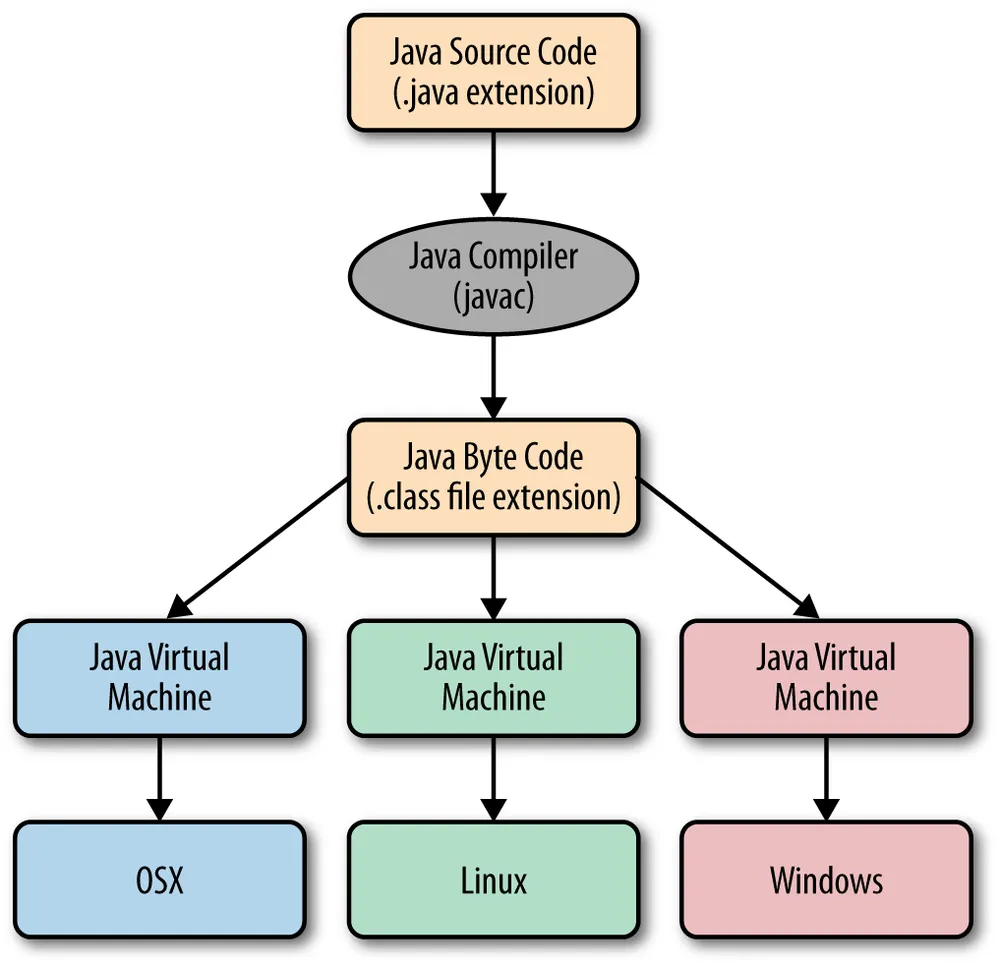 Java Source Code
(.java extension)
Java Compiler
(javac)
Java Byte Code
(.class file extension)
Java Virtual
Machine
Java Virtual
Machine
Java Virtual
Machine
OSX
Linux
Windows